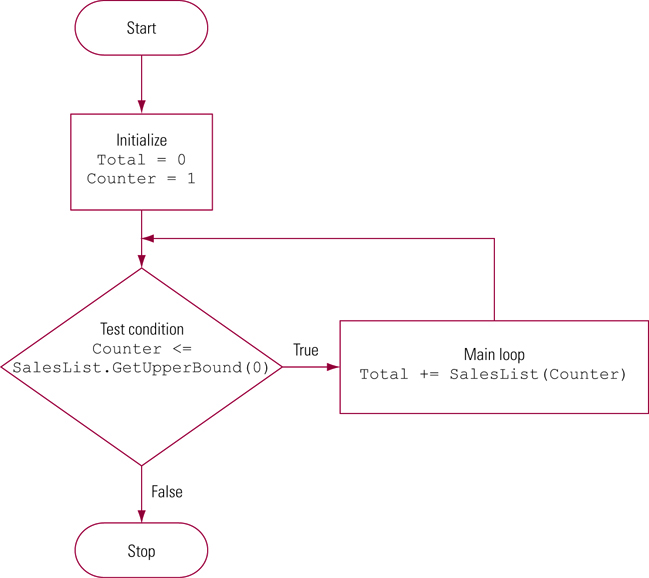 Start
Initialize
Total = 0
Counter = 1
Test condition
Counter <=
SalesList.GetUpperBound(0)
True
Main loop
Total += SalesList(Counter)
False
Stop